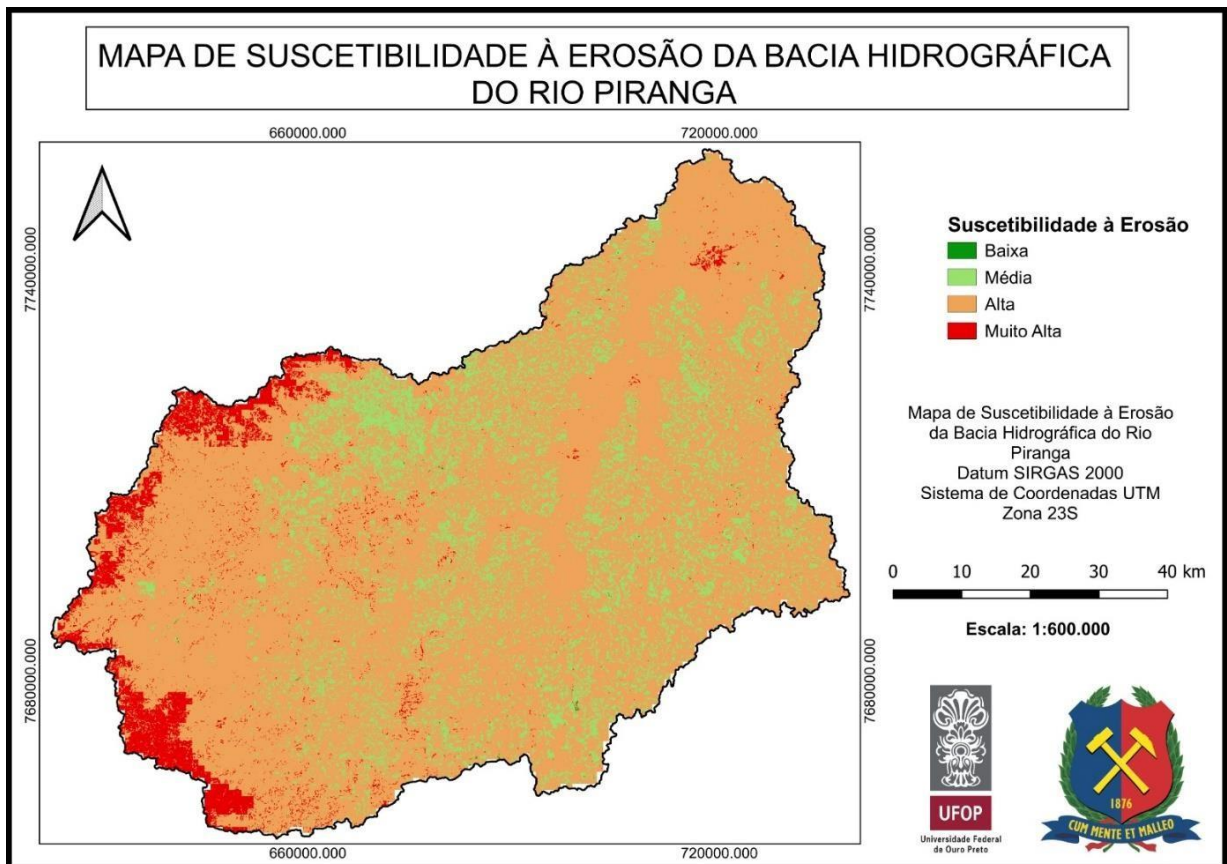 MAPA DE SUSCETIBILIDADE À EROSÃO DA BACIA HIDROGRÁFICA
DO RIO PIRANGA
660000.000
720000.000
7740000.000
7740000.000
Suscetibilidade à Erosão
Baixa
Média
Alta
Muito Alta
Mapa de Suscetibilidade à Erosão
da Bacia Hidrográfica do Rio
Piranga
Datum SIRGAS 2000
Sistema de Coordenadas UTM
Zona 23S
0 10 20 30 40 km
Escala: 1:600.000
7680000.000
7680000.000
660000.000
720000.000
UFOP
Universidade Federal
de Ouro Preto
1876
CUM MENTE ET MALLEO